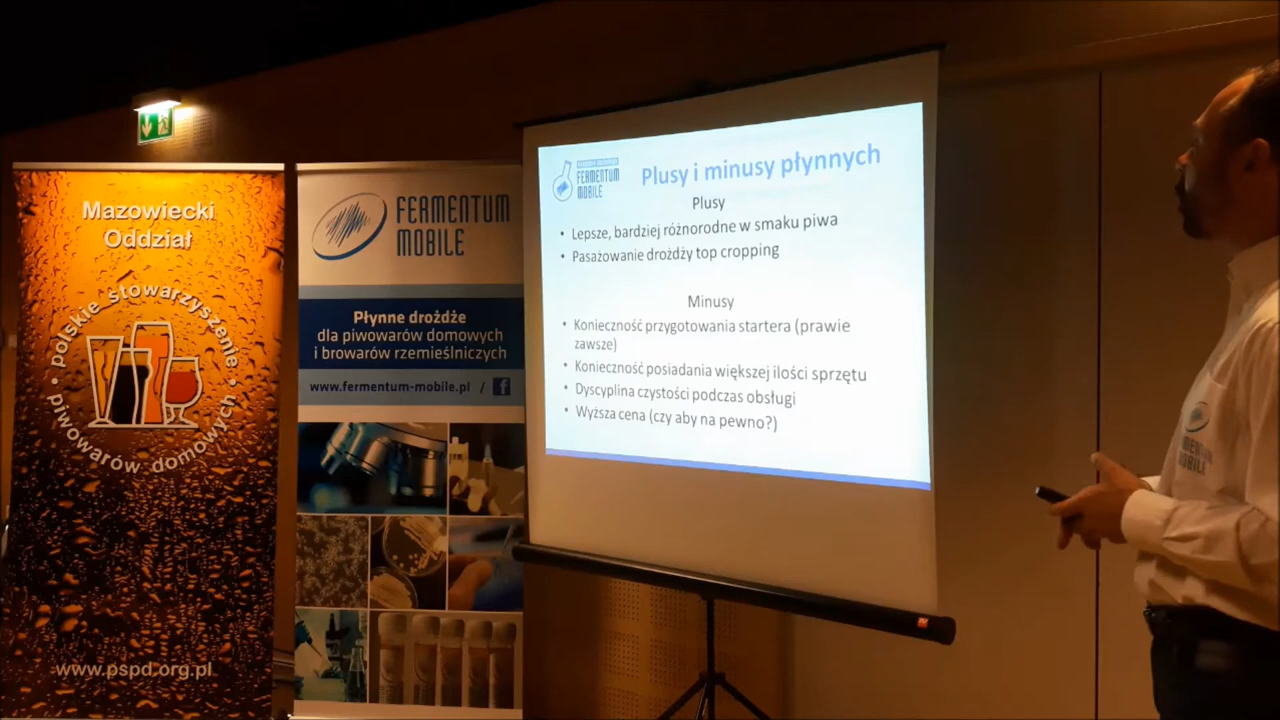 Mazowiecki
Oddział
polskie stowarzyszenie
piwowarów domowych
www.pspd.org.pl
FERMENTUM
MOBILE
Płynne drożdże
dla piwowarów domowych
i browarów rzemieślniczych
www.fermentum-mobile.pl / f
FERMENTUM
MOBILE
Plusy i minusy płynnych
Plusy
• Lepsze, bardziej różnorodne w smaku piwa
• Pasażowanie drożdży top cropping
Minusy
• Konieczność przygotowania startera (prawie
zawsze)
• Konieczność posiadania większej ilości sprzętu
• Dyscyplina czystości podczas obsługi
• Wyższa cena (czy aby na pewno?)
FERMENTUM
MOBILE